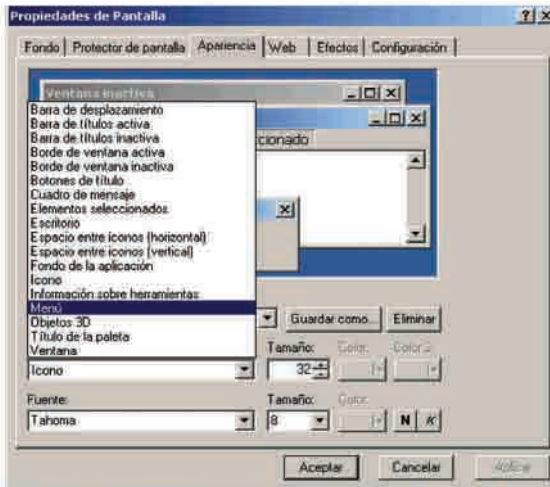 Propiedades de Pantalla
Fondo Protector de pantalla Apariencia Web Efectos Configuración
Ventana inactiva
Barra de desplazamiento
Barra de títulos activa
Barra de títulos inactiva
cionado
Borde de ventana activa
Borde de ventana inactiva
Botones de título
Cuadro de mensaje
Elementos seleccionados
Escritorio
Espacio entre iconos (horizontal)
Espacio entre iconos (vertical)
Fondo de la aplicación
Icono
Información sobre herramientas
Menú
Guardar como... Eliminar
Objetos 3D
Título de la paleta
Ventana
Tamaño: Color: Color 2:
Icono 32
Fuente: Tamaño: Color:
Tahoma 8 N K
Aceptar Cancelar Aplicar